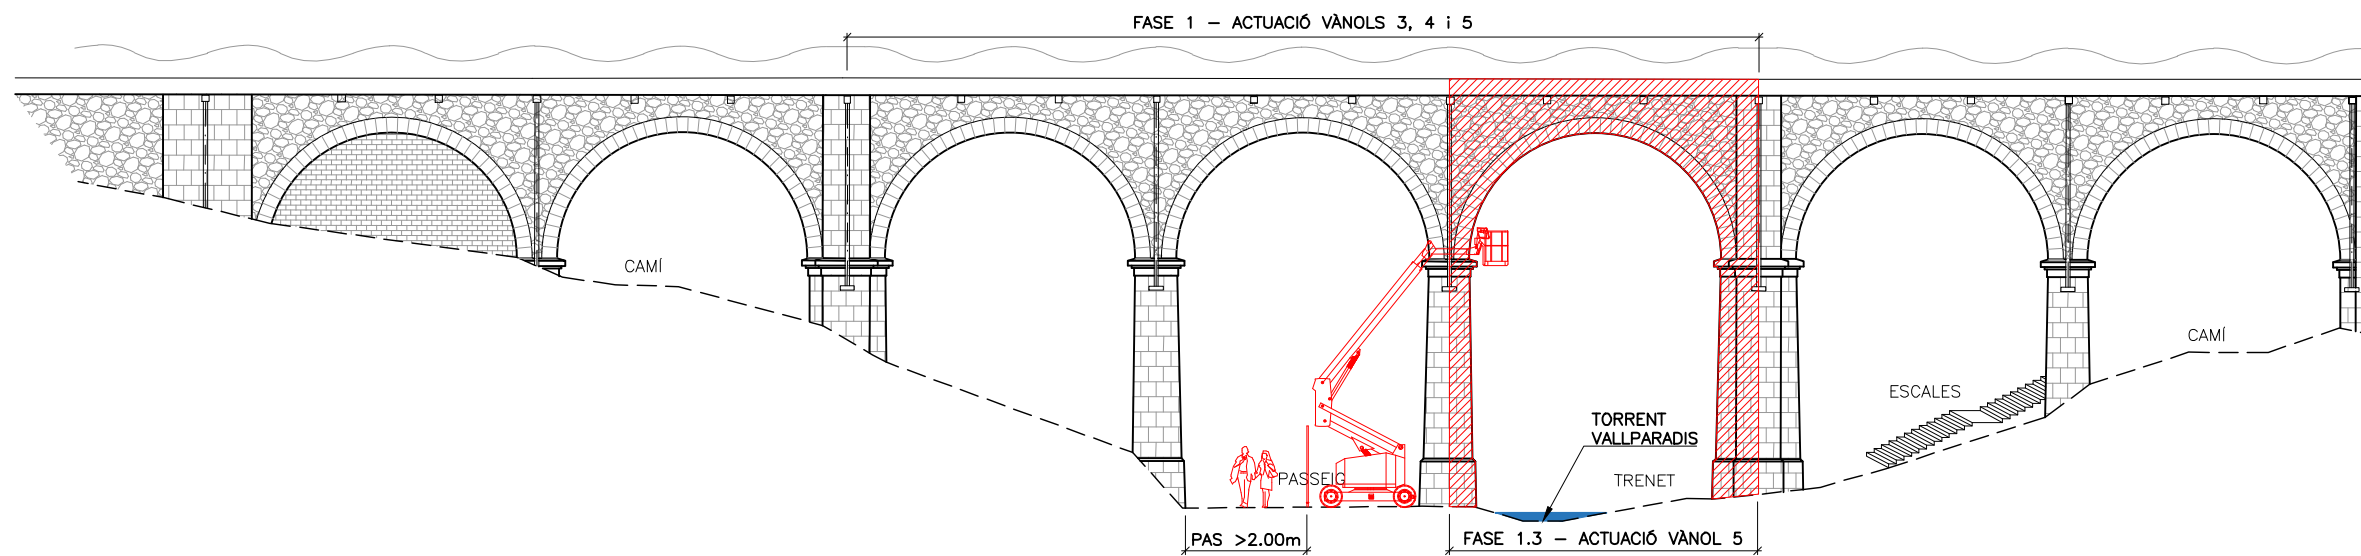 FASE 1 – ACTUACIÓ VÀNOLS 3, 4 i 5
CAMÍ
CAMÍ
ESCALES
TORRENT
VALLPARADIS
PASSEIG
TRENET
PAS >2.00m
FASE 1.3 – ACTUACIÓ VÀNOL 5